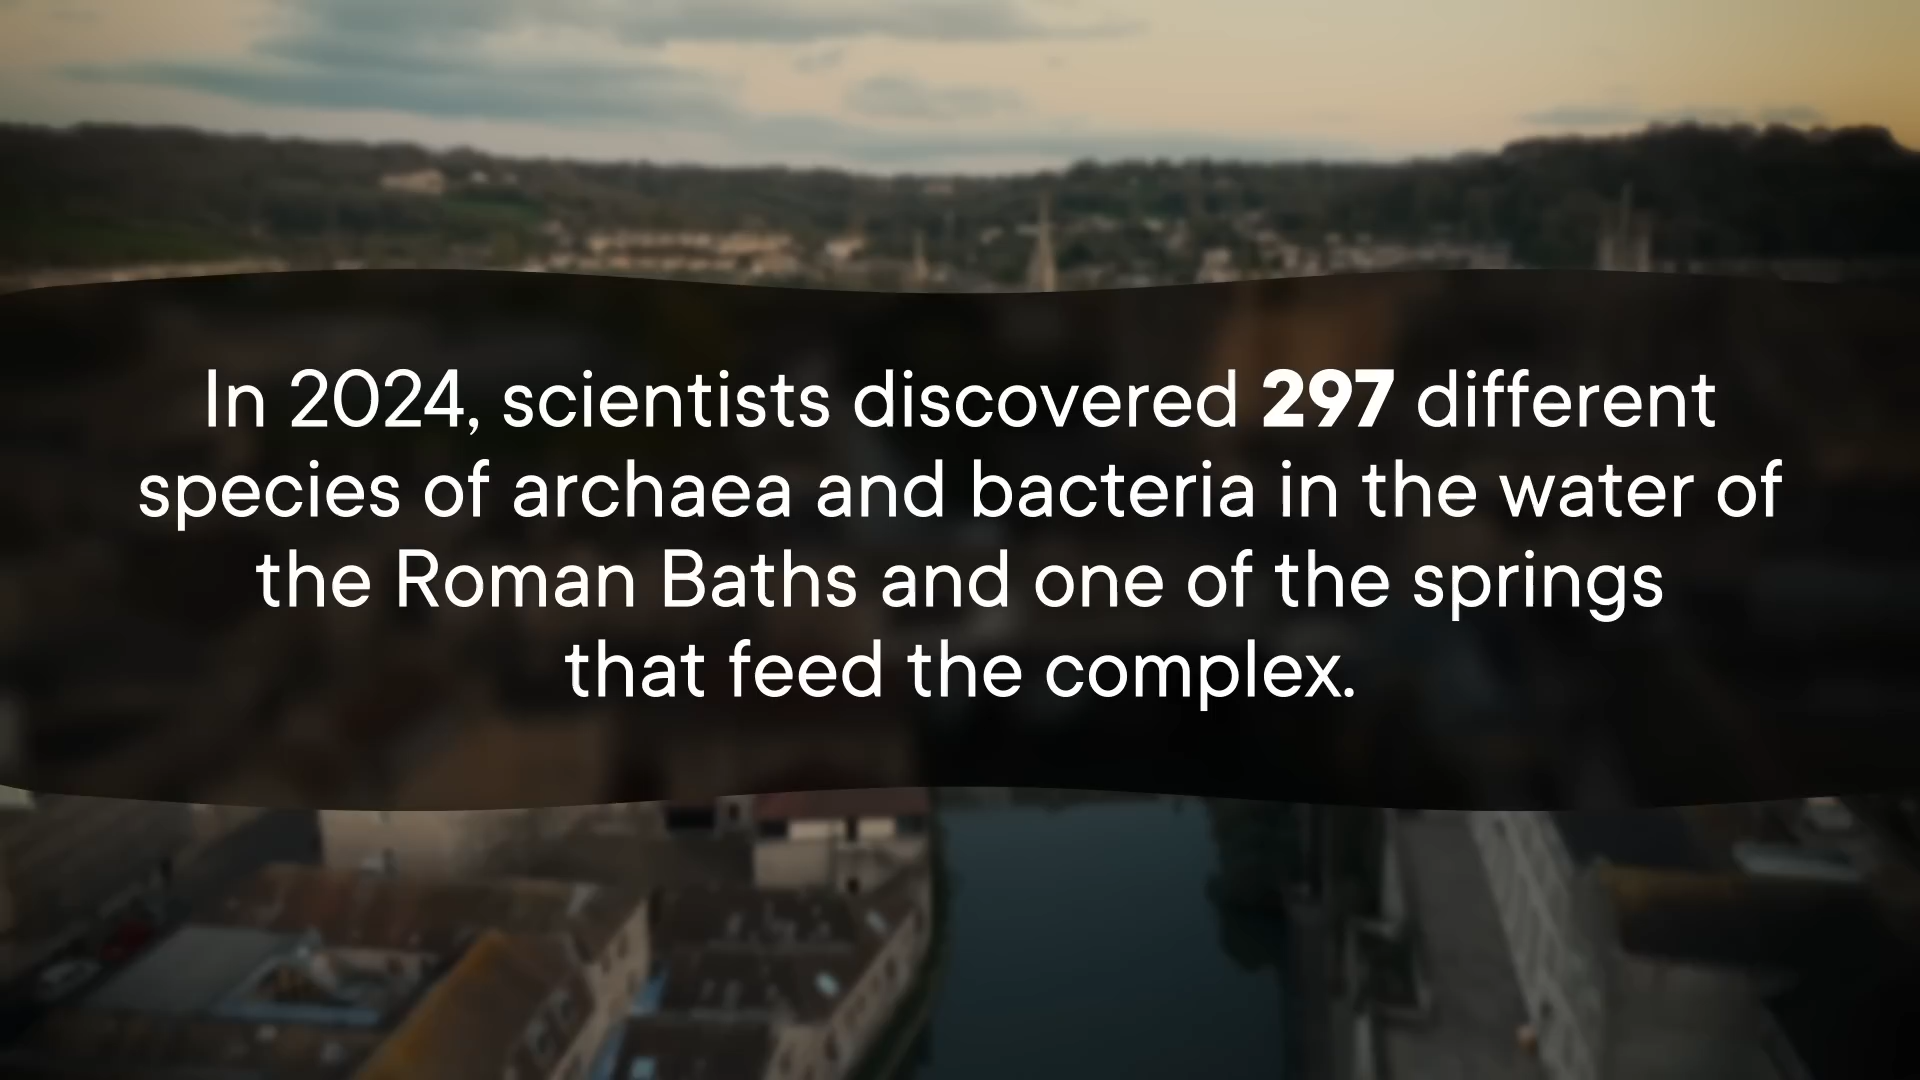 In 2024, scientists discovered 297 different
species of archaea and bacteria in the water of
the Roman Baths and one of the springs
that feed the complex.